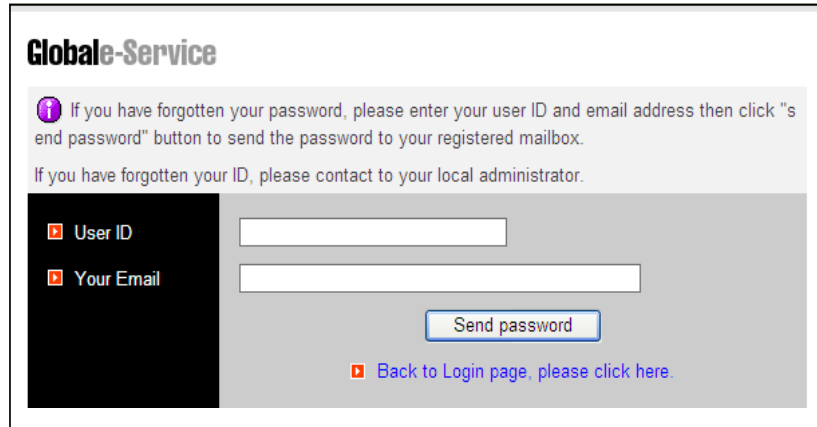 Globale-Service
If you have forgotten your password, please enter your user ID and email address then click "s
end password" button to send the password to your registered mailbox.
If you have forgotten your ID, please contact to your local administrator.
User ID
Your Email
Send password
Back to Login page, please click here.